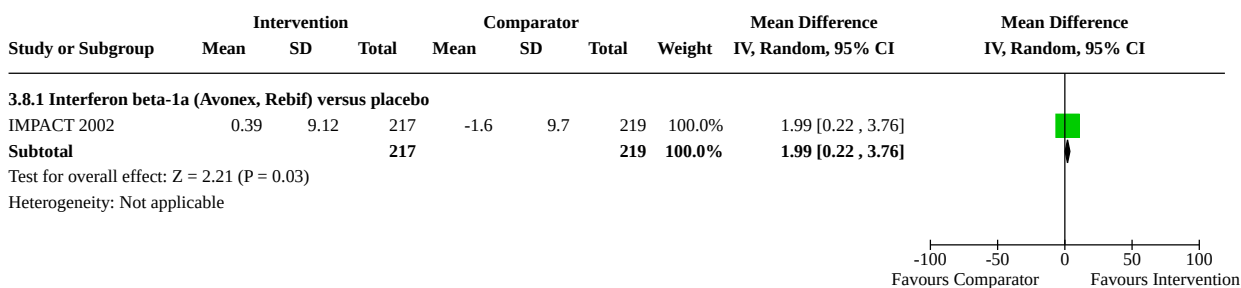 Intervention Comparator Mean Difference Mean Difference
Study or Subgroup Mean SD Total Mean SD Total Weight IV, Random, 95% CI IV, Random, 95% CI
3.8.1 Interferon beta-1a (Avonex, Rebif) versus placebo
IMPACT 2002 0.39 9.12 217 -1.6 9.7 219 100.0% 1.99 [0.22 , 3.76]
Subtotal 217 219 100.0% 1.99 [0.22 , 3.76]
Test for overall effect: Z = 2.21 (P = 0.03)
Heterogeneity: Not applicable
-100 -50 0 50 100
Favours Comparator Favours Intervention